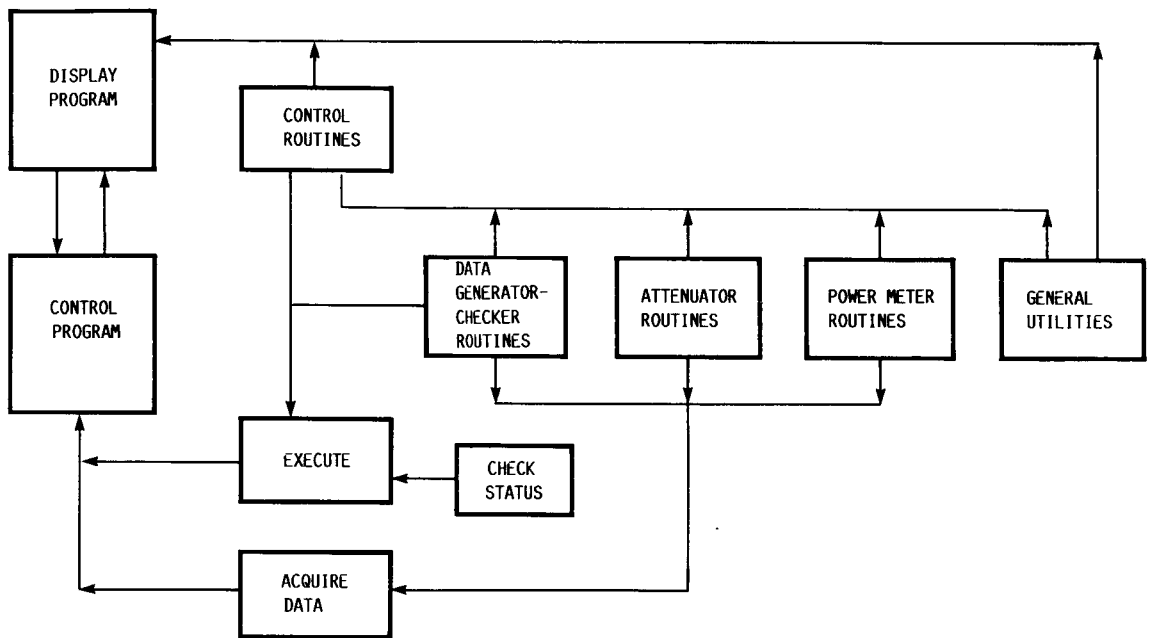 DISPLAY
PROGRAM
CONTROL
ROUTINES
CONTROL
PROGRAM
DATA
GENERATOR-
CHECKER
ROUTINES
ATTENUATOR
ROUTINES
POWER METER
ROUTINES
GENERAL
UTILITIES
EXECUTE
CHECK
STATUS
ACQUIRE
DATA